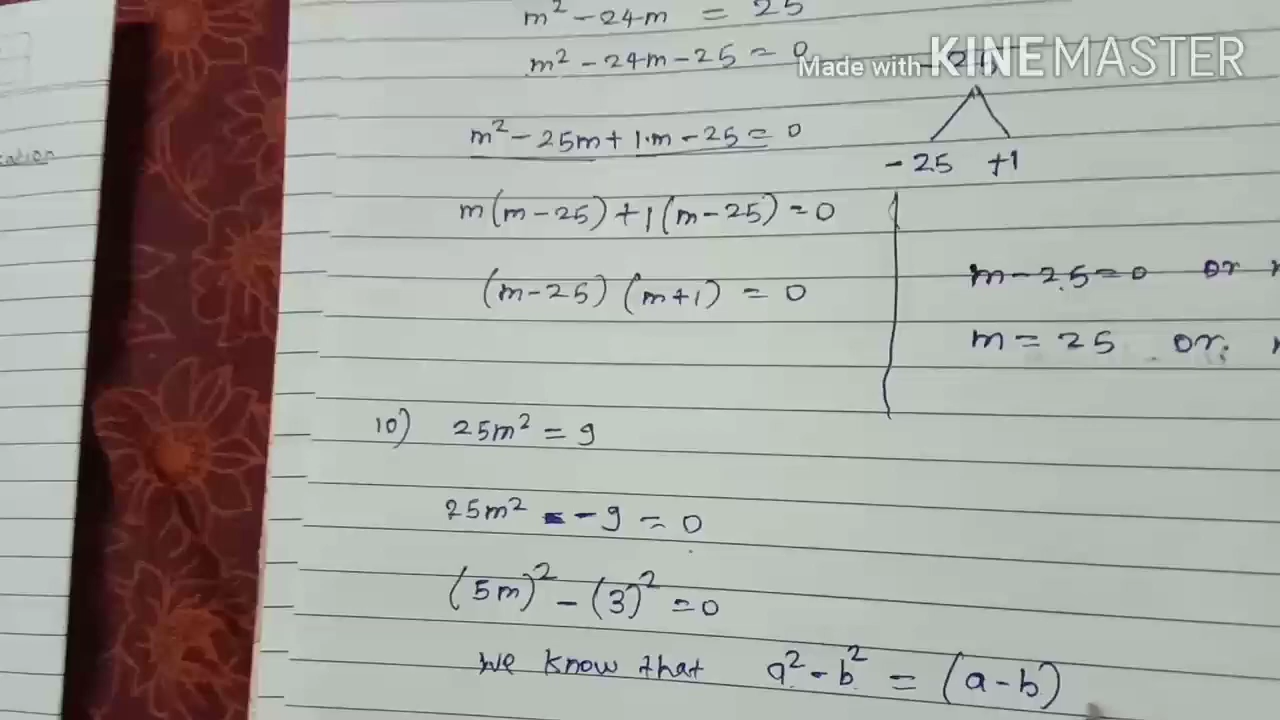 m² - 24m = 25
m² - 24m - 25 = 0
Made with KINEMASTER
- 25
m² - 25m + 1·m - 25 = 0
- 25 +1
m(m - 25) + 1(m - 25) = 0
(m - 25) (m + 1) = 0
m - 25 = 0 or
m = 25 or
10) 25m² = 9
25m² - 9 = 0
(5m)² - (3)² = 0
We know that a² - b² = (a - b)